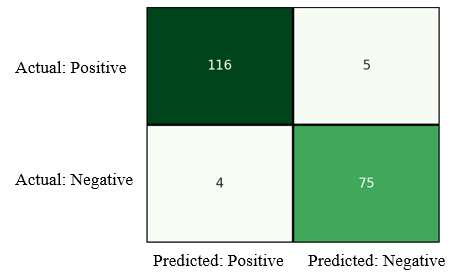 Actual: Positive
116
5
Actual: Negative
4
75
Predicted: Positive
Predicted: Negative